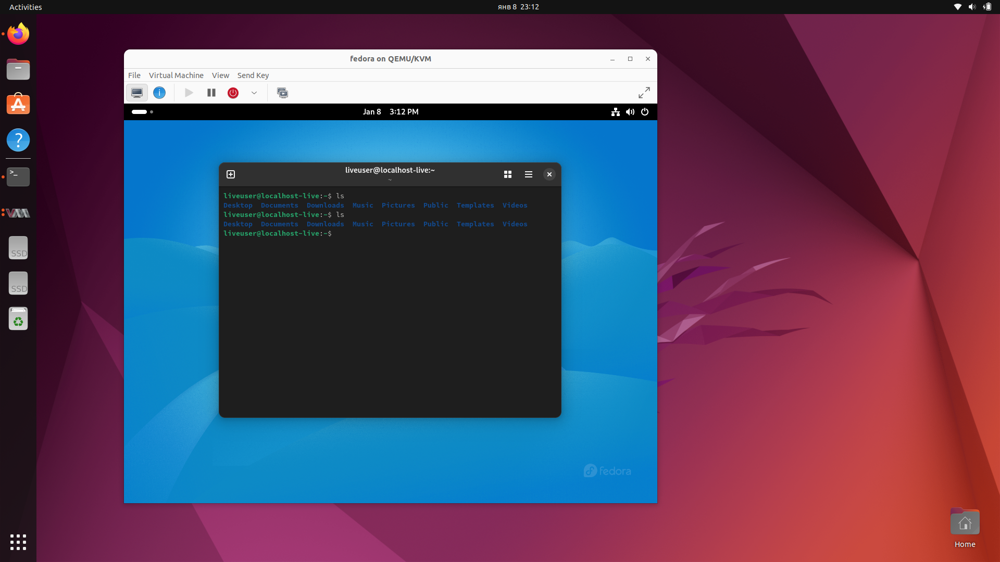 Activities
янв 8 23:12
fedora on QEMU/KVM
File Virtual Machine View Send Key
Jan 8 3:12 PM
liveuser@localhost-live:~
~
liveuser@localhost-live:~$ ls
Desktop Documents Downloads Music Pictures Public Templates Videos
liveuser@localhost-live:~$ ls
Desktop Documents Downloads Music Pictures Public Templates Videos
liveuser@localhost-live:~$
SSD
SSD
fedora
Home